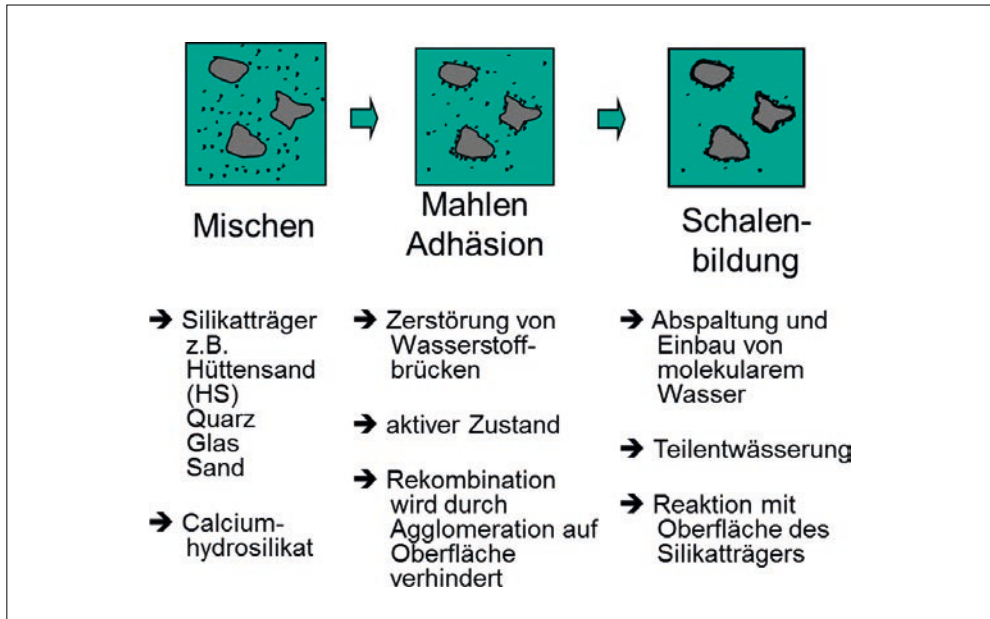 Mischen
➔ Silikatträger
z.B.
Hüttensand
(HS)
Quarz
Glas
Sand
➔ Calcium-
hydrosilikat
Mahlen
Adhäsion
➔ Zerstörung von
Wasserstoff-
brücken
➔ aktiver Zustand
➔ Rekombination
wird durch
Agglomeration auf
Oberfläche
verhindert
Schalen-
bildung
➔ Abspaltung und
Einbau von
molekularem
Wasser
➔ Teilentwässerung
➔ Reaktion mit
Oberfläche des
Silikatträgers